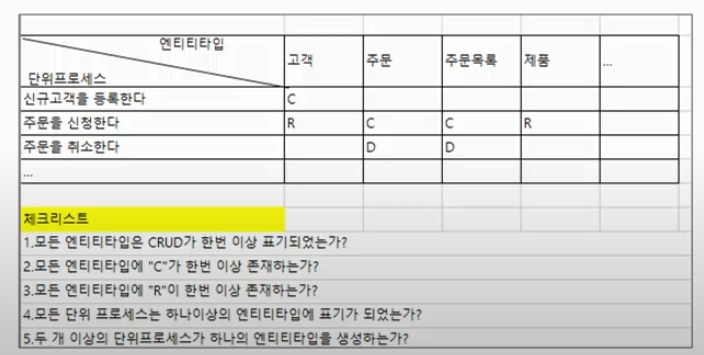 엔티티타입
단위프로세스
고객 주문 주문목록 제품 ...
신규고객을 등록한다 C
주문을 신청한다 R C C R
주문을 취소한다 D D
...
체크리스트
1.모든 엔티티타입은 CRUD가 한번 이상 표기되었는가?
2.모든 엔티티타입에 "C"가 한번 이상 존재하는가?
3.모든 엔티티타입에 "R"이 한번 이상 존재하는가?
4.모든 단위 프로세스는 하나이상의 엔티티타입에 표기가 되었는가?
5.두 개 이상의 단위프로세스가 하나의 엔티티타입을 생성하는가?